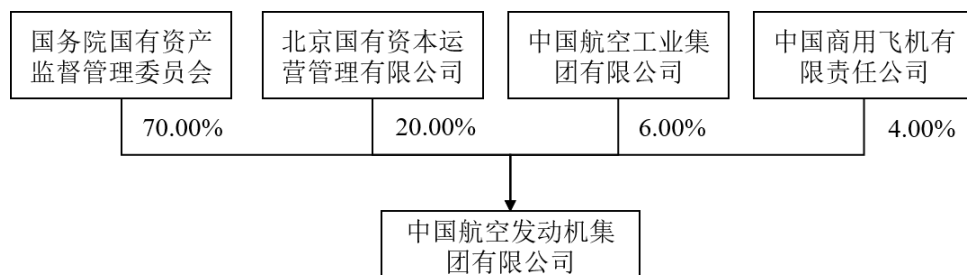 国务院国有资产
监督管理委员会
北京国有资本运
营管理有限公司
中国航空工业集
团有限公司
中国商用飞机有
限责任公司
70.00%
20.00%
6.00%
4.00%
中国航空发动机集
团有限公司